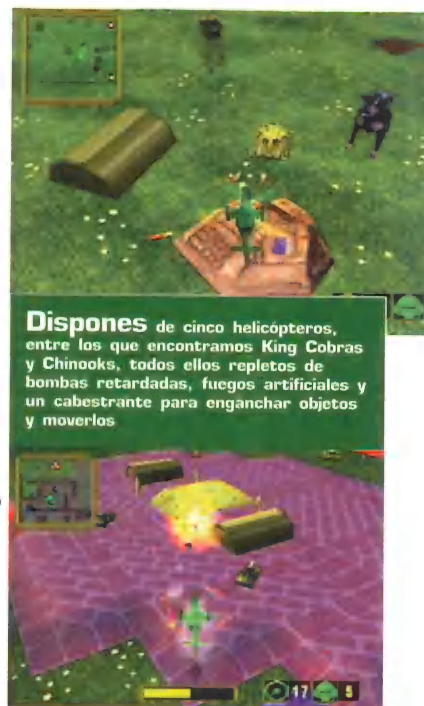 Dispones de cinco helicópteros,
entre los que encontramos King Cobras
y Chinooks, todos ellos repletos de
bombas retardadas, fuegos artificiales y
un cabestrante para enganchar objetos
y moverlos
17 5